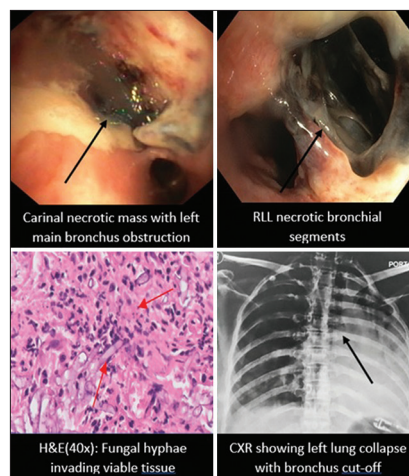 Carinal necrotic mass with left
main bronchus obstruction
RLL necrotic bronchial
segments
PORT
H&E(40x): Fungal hyphae
invading viable tissue
CXR showing left lung collapse
with bronchus cut-off